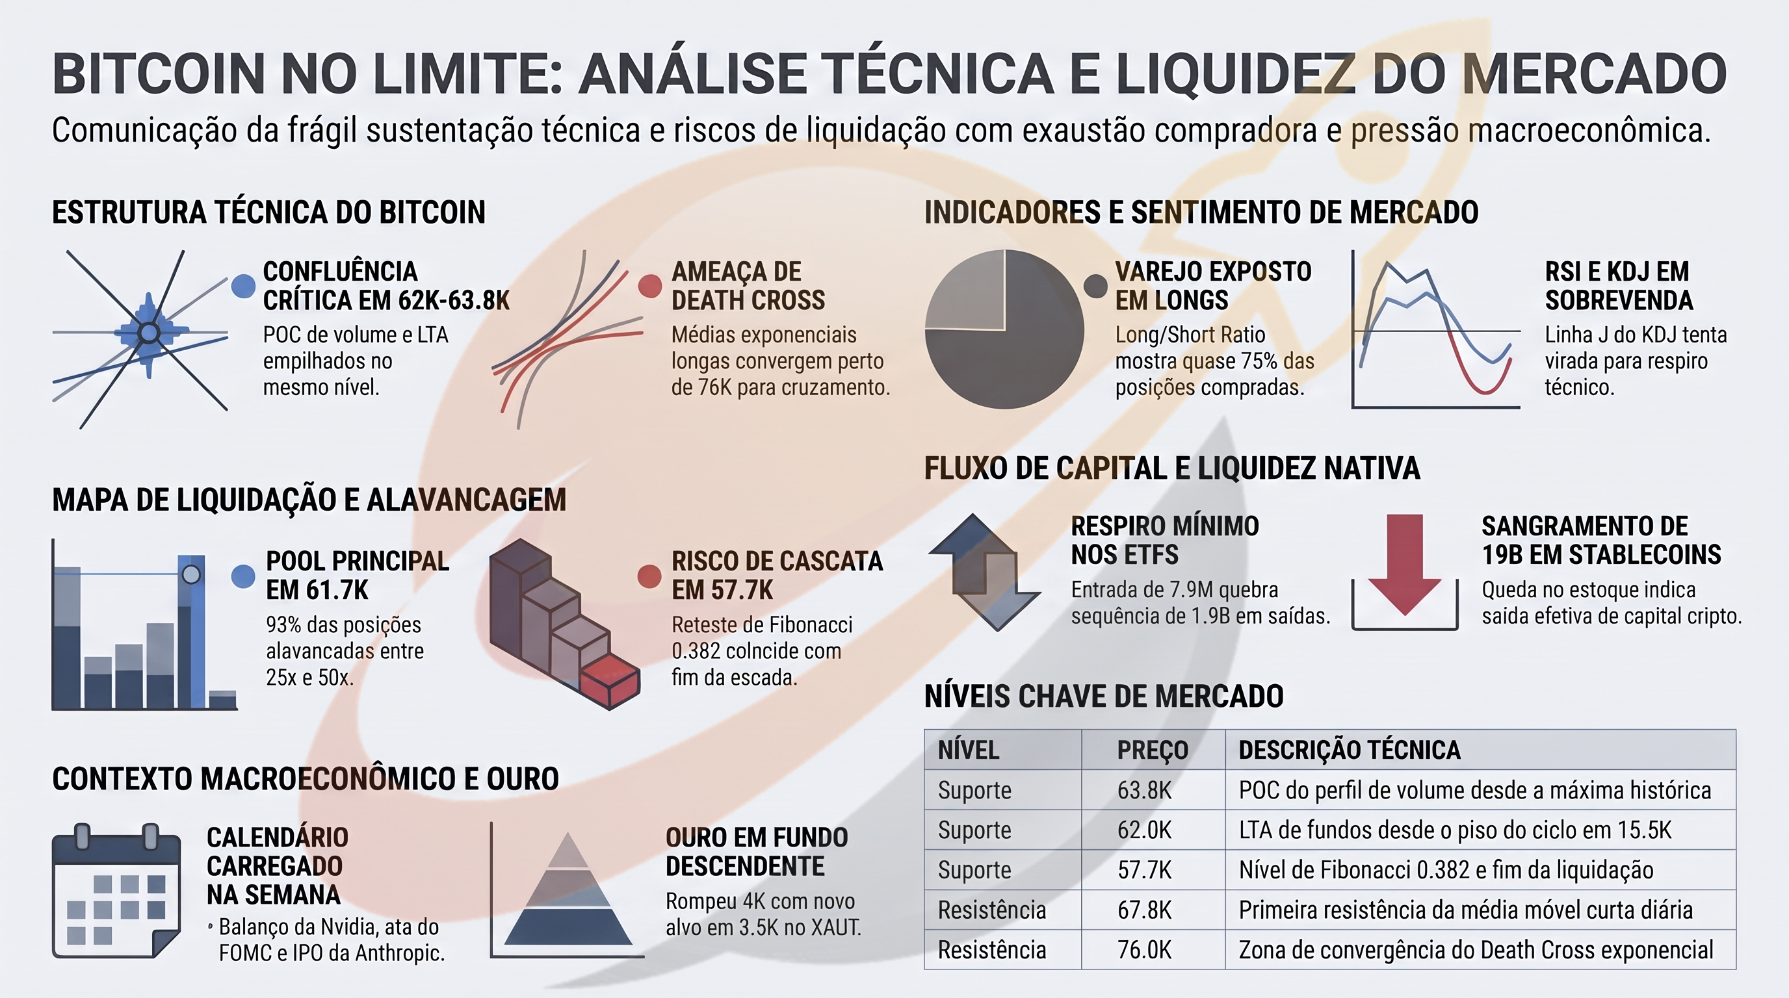 BITCOIN NO LIMITE: ANÁLISE TÉCNICA E LIQUIDEZ DO MERCADO
Comunicação da frágil sustentação técnica e riscos de liquidação com exaustão compradora e pressão macroeconômica.
ESTRUTURA TÉCNICA DO BITCOIN
CONFLUÊNCIA
CRÍTICA EM 62K-63.8K
POC de volume e LTA
empilhados no
mesmo nível.
AMEAÇA DE
DEATH CROSS
Médias exponenciais
longas convergem perto
de 76K para cruzamento.
MAPA DE LIQUIDAÇÃO E ALAVANCAGEM
POOL PRINCIPAL
EM 61.7K
93% das posições
alavancadas entre
25x e 50x.
RISCO DE CASCATA
EM 57.7K
Reteste de Fibonacci
0.382 colncide com
fim da escada.
CONTEXTO MACROECONÔMICO E OURO
CALENDÁRIO
CARREGADO
NA SEMANA
• Balanço da Nvidia, ata do
FOMC e IPO da Anthropic.
OURO EM FUNDO
DESCENDENTE
Rompeu 4K com novo
alvo em 3.5K no XAUT.
INDICADORES E SENTIMENTO DE MERCADO
VAREJO EXPOSTO
EM LONGS
Long/Short Ratio
mostra quase 75% das
posições compradas.
RSI E KDJ EM
SOBREVENDA
Linha J do KDJ tenta
virada para respiro
técnico.
FLUXO DE CAPITAL E LIQUIDEZ NATIVA
RESPIRO MÍNIMO
NOS ETFS
Entrada de 7.9M quebra
sequência de 1.9B em saídas.
SANGRAMENTO DE
19B EM STABLECOINS
Queda no estoque indica
saída efetiva de capital cripto.
NÍVEIS CHAVE DE MERCADO
NÍVEL PREÇO DESCRIÇÃO TÉCNICA
Suporte 63.8K POC do perfil de volume desde a máxima histórica
Suporte 62.0K LTA de fundos desde o piso do ciclo em 15.5K
Suporte 57.7K Nível de Fibonacci 0.382 e fim da liquidação
Resistência 67.8K Primeira resistência da média móvel curta diária
Resistência 76.0K Zona de convergência do Death Cross exponencial